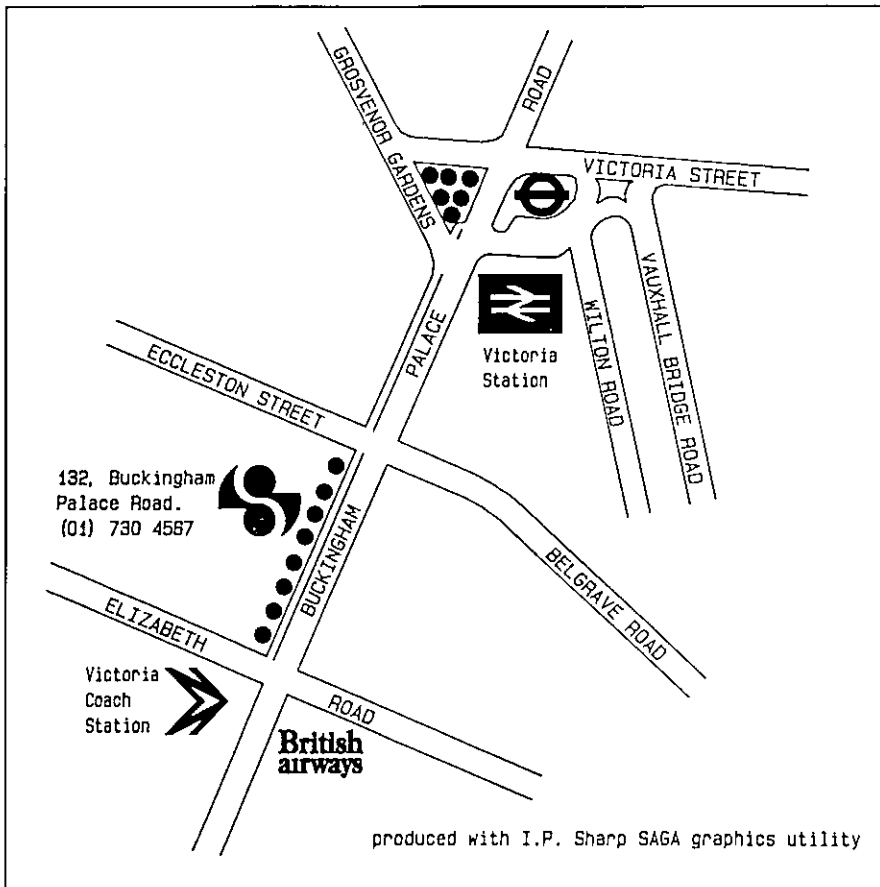 GROSVENOR GARDENS
ROAD
VICTORIA STREET
VAUXHALL BRIDGE ROAD
WILTON ROAD
PALACE
Victoria
Station
ECCLESTON STREET
132, Buckingham
Palace Road.
(01) 730 4567
BUCKINGHAM
BELGRAVE ROAD
ELIZABETH
ROAD
Victoria
Coach
Station
British
airways
produced with I.P. Sharp SAGA graphics utility